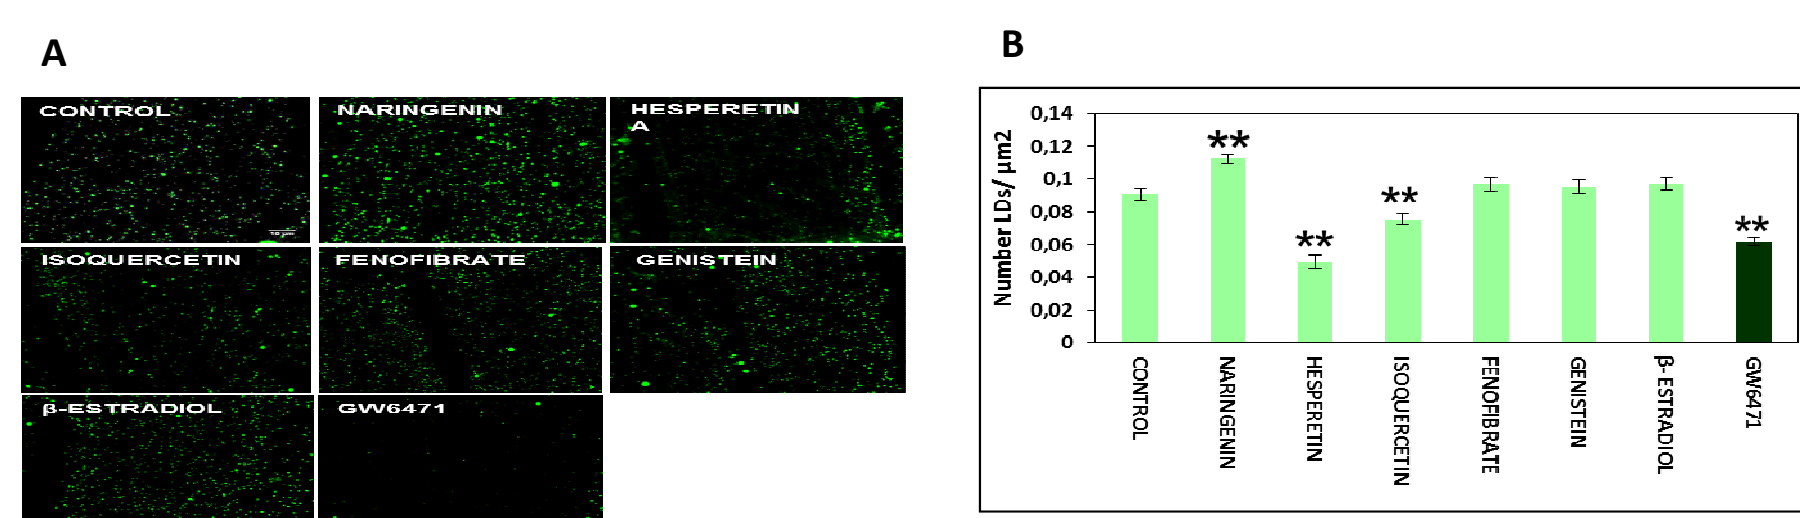 A
CONTROL
NARINGENIN
HESPERETIN
A
ISOQUERCETIN
FENOFIBRATE
GENISTEIN
β-ESTRADIOL
GW6471
B
Number LDs/ µm2
0,14
0,12
0,1
0,08
0,06
0,04
0,02
0
**
**
**
**
CONTROL
NARINGENIN
HESPERETIN
ISOQUERCETIN
FENOFIBRATE
GENISTEIN
β- ESTRADIOL
GW6471